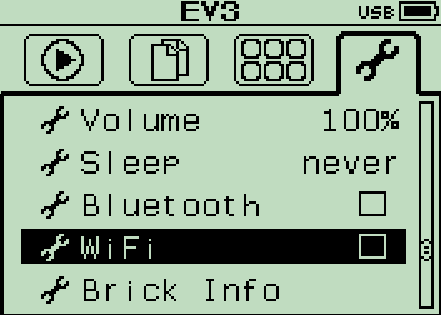 EV3 USB
Volume 100%
Sleep never
Bluetooth
WiFi
Brick Info